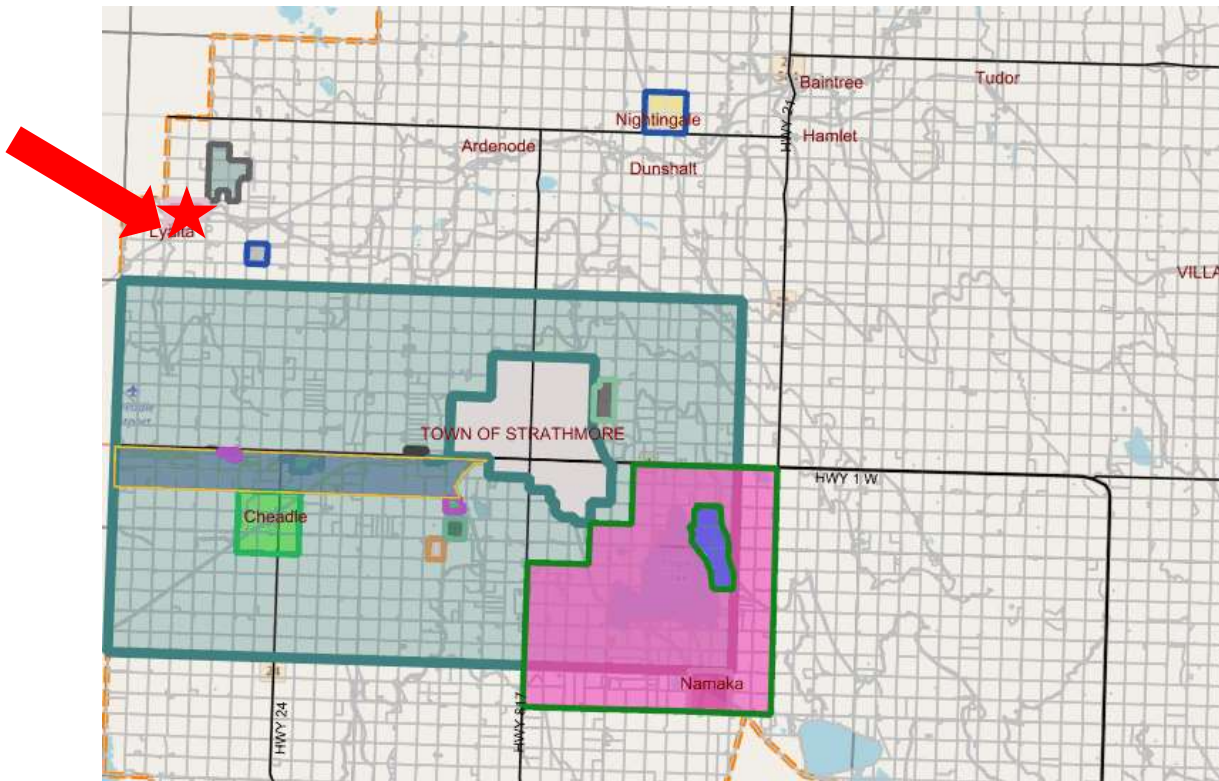 Baintree
Tudor
Nightingale
HWY 21
Hamlet
Ardenode
Dunshalt
Lyalta
VILLA
TOWN OF STRATHMORE
HWY 1 W
Cheadle
Namaka
24
HWY 24
HWY 817